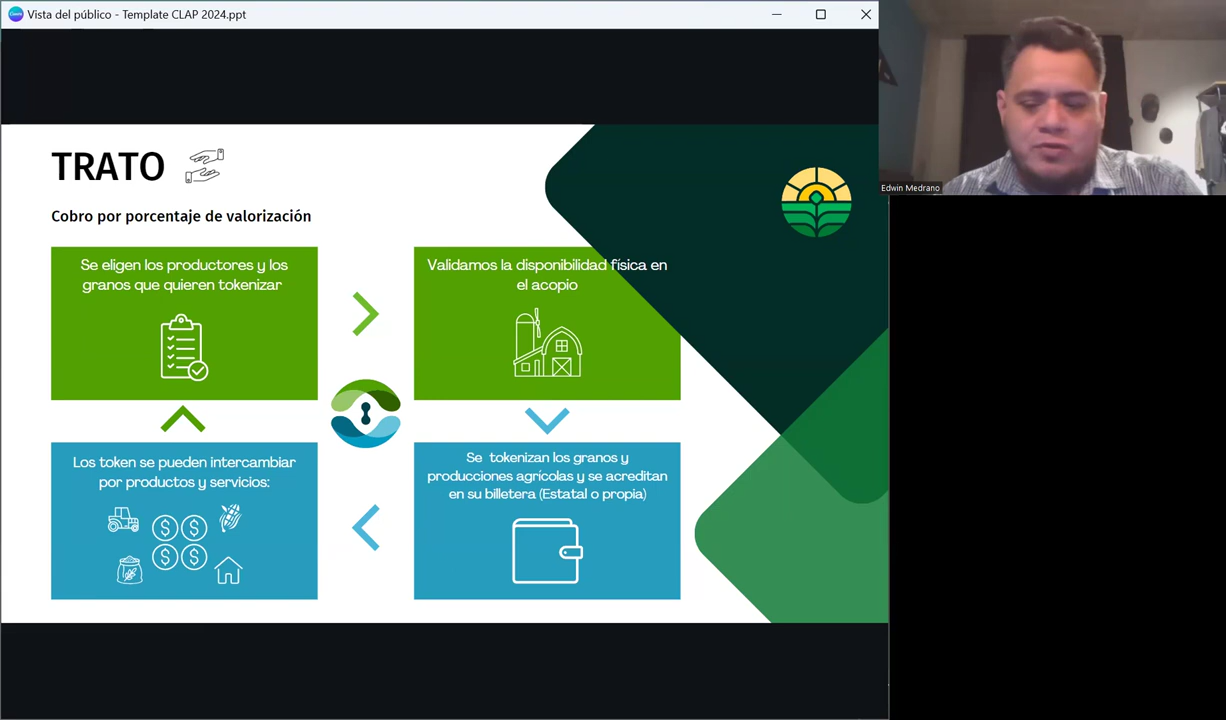 Vista del público - Template CLAP 2024.ppt
Edwin Medrano
TRATO
Cobro por porcentaje de valorización
Se eligen los productores y los
granos que quieren tokenizar
Validamos la disponibilidad física en
el acopio
Los token se pueden intercambiar
por productos y servicios:
Se tokenizan los granos y
producciones agrícolas y se acreditan
en su billetera (Estatal o propia)